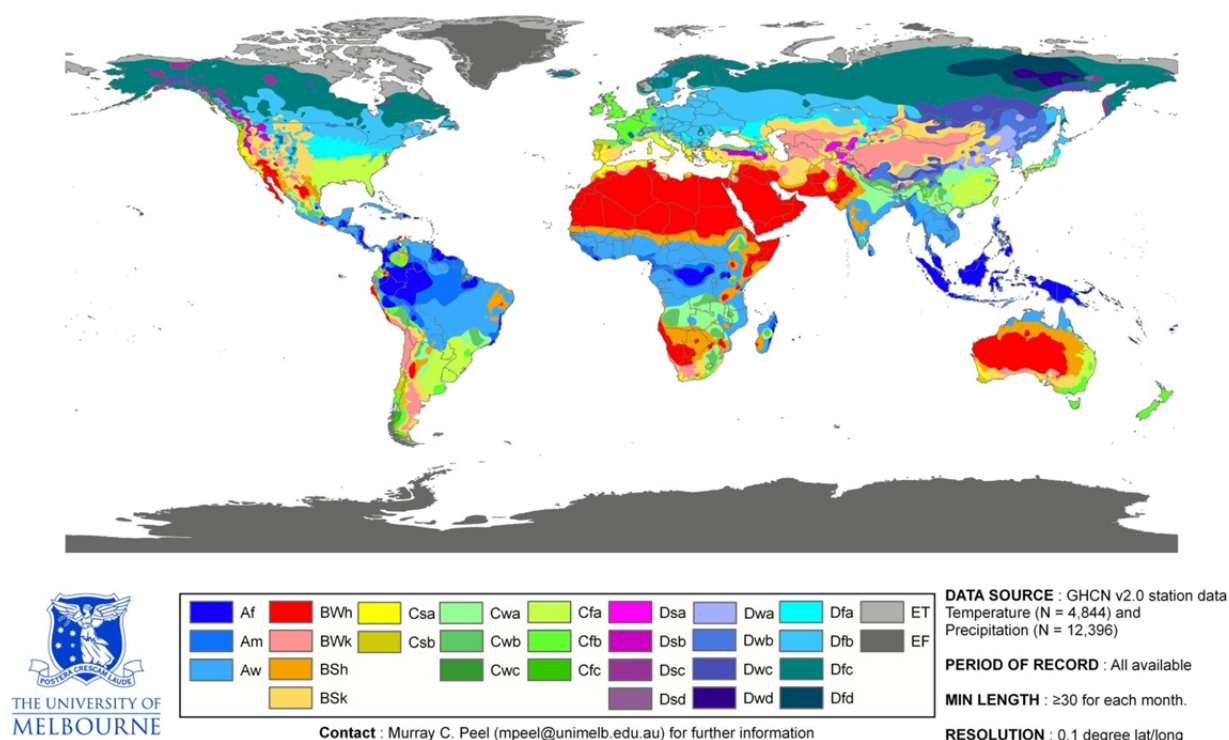 Af
Am
Aw
BWh
BWk
BSh
BSk
Csa
Csb
Cwa
Cwb
Cwc
Cfa
Cfb
Cfc
Dsa
Dsb
Dsc
Dsd
Dwa
Dwb
Dwc
Dwd
Dfa
Dfb
Dfc
Dfd
ET
EF
DATA SOURCE : GHCN v2.0 station data
Temperature (N = 4,844) and
Precipitation (N = 12,396)
PERIOD OF RECORD : All available
MIN LENGTH : ≥30 for each month.
RESOLUTION : 0.1 degree lat/long
POSTERA CRESCAM LAUDE
THE UNIVERSITY OF
MELBOURNE
Contact : Murray C. Peel (mpeel@unimelb.edu.au) for further information